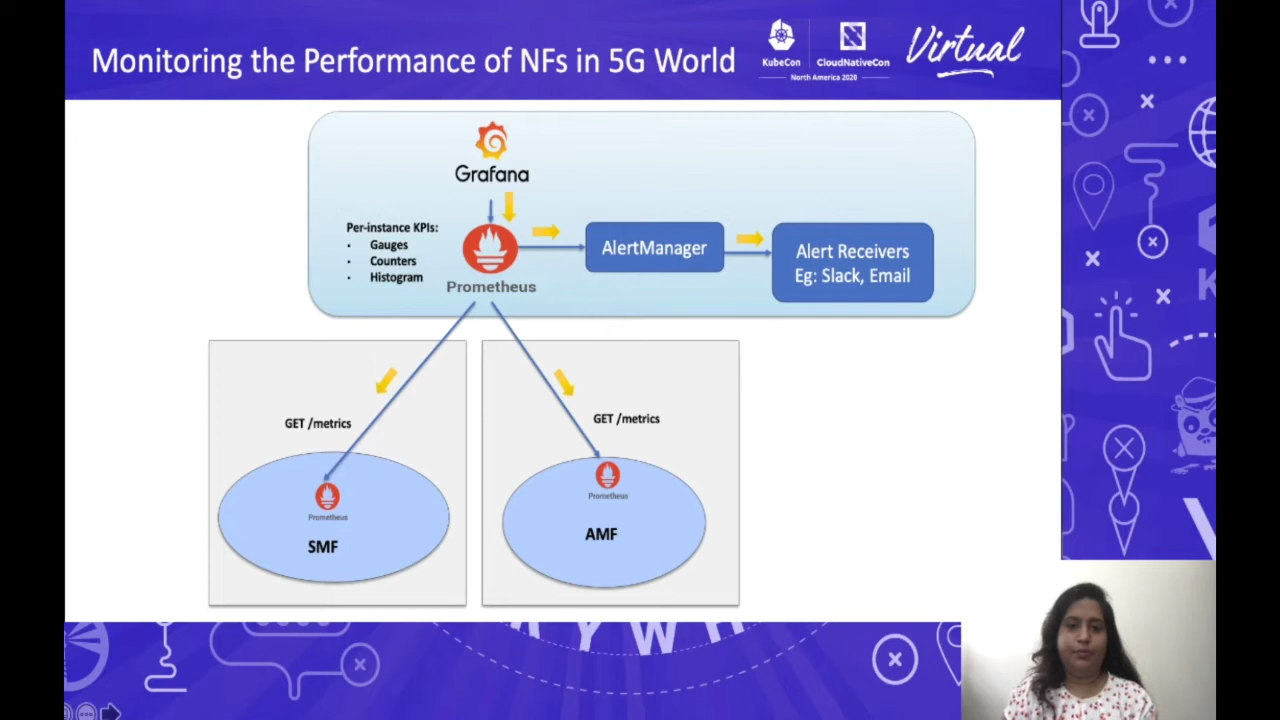 Monitoring the Performance of NFs in 5G World
KubeCon
CloudNativeCon
North America 2020
Virtual
Grafana
Per-instance KPIs:
· Gauges
· Counters
· Histogram
Prometheus
AlertManager
Alert Receivers
Eg: Slack, Email
GET /metrics
GET /metrics
Prometheus
SMF
Prometheus
AMF